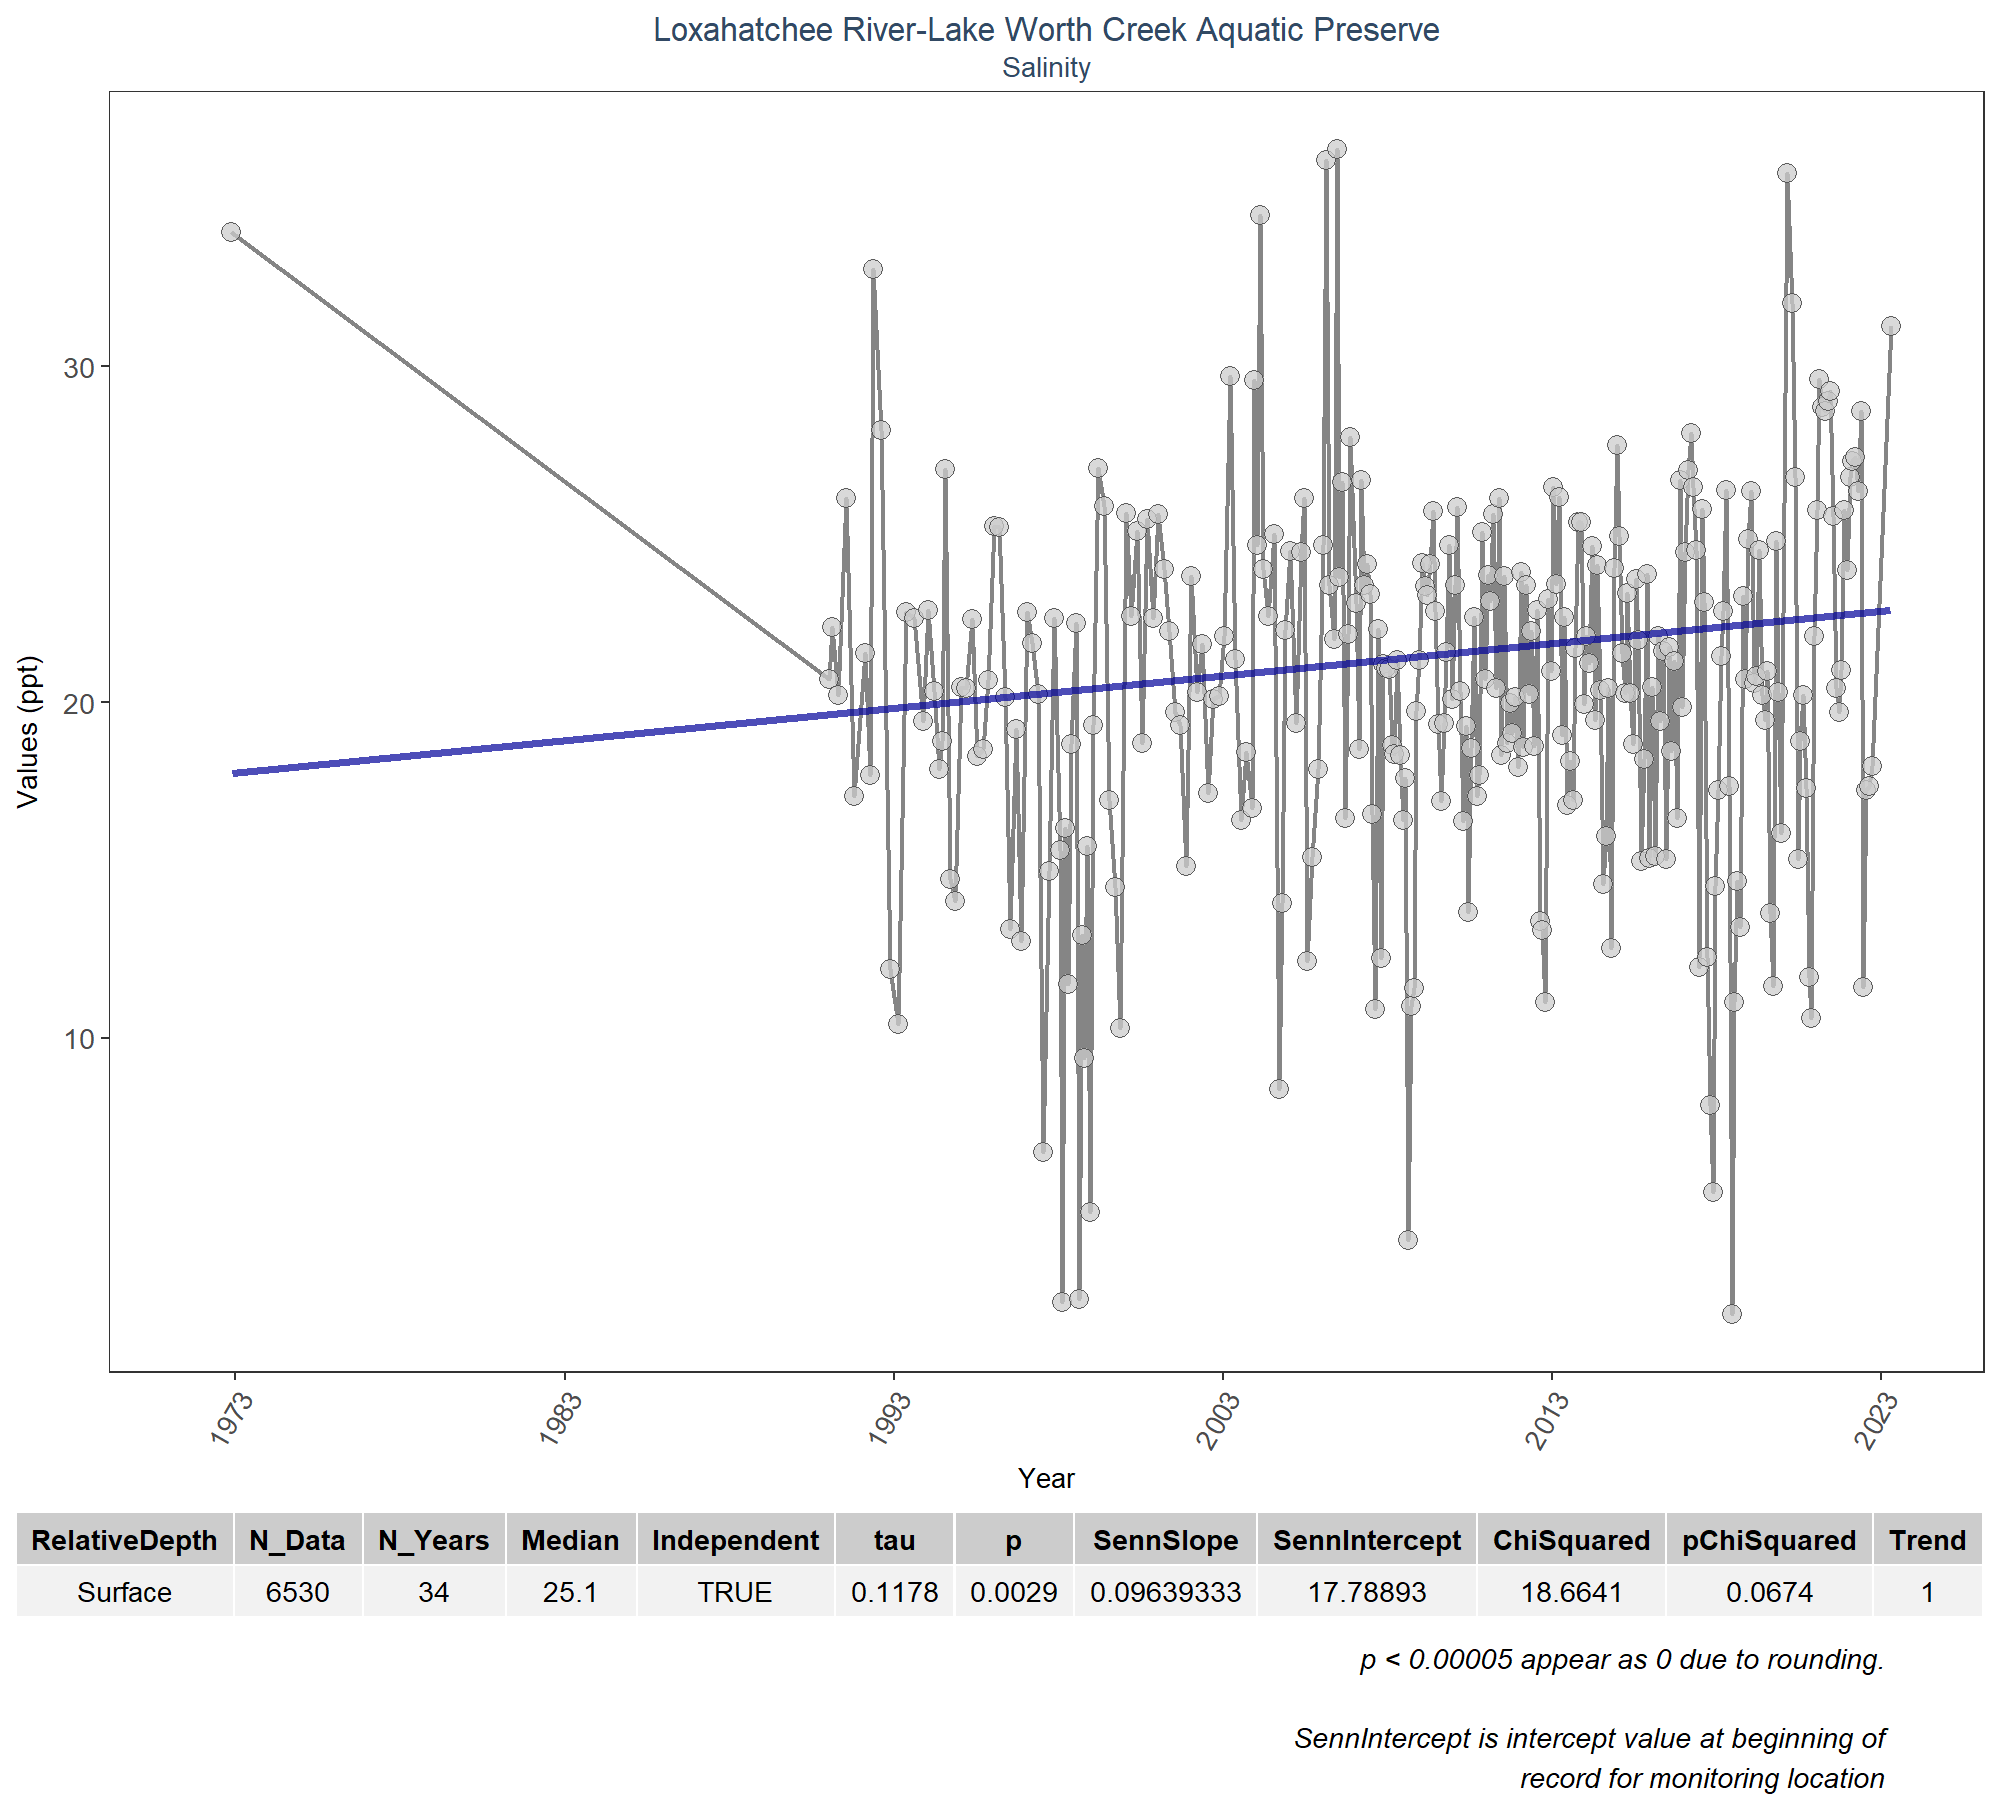 Loxahatchee River-Lake Worth Creek Aquatic Preserve
Salinity
Values (ppt)
30
20
10
1973 1983 1993 2003 2013 2023
Year
RelativeDepth N_Data N_Years Median Independent tau p SennSlope SennIntercept ChiSquared pChiSquared Trend
Surface 6530 34 25.1 TRUE 0.1178 0.0029 0.09639333 17.78893 18.6641 0.0674 1
p < 0.00005 appear as 0 due to rounding.
SennIntercept is intercept value at beginning of
record for monitoring location